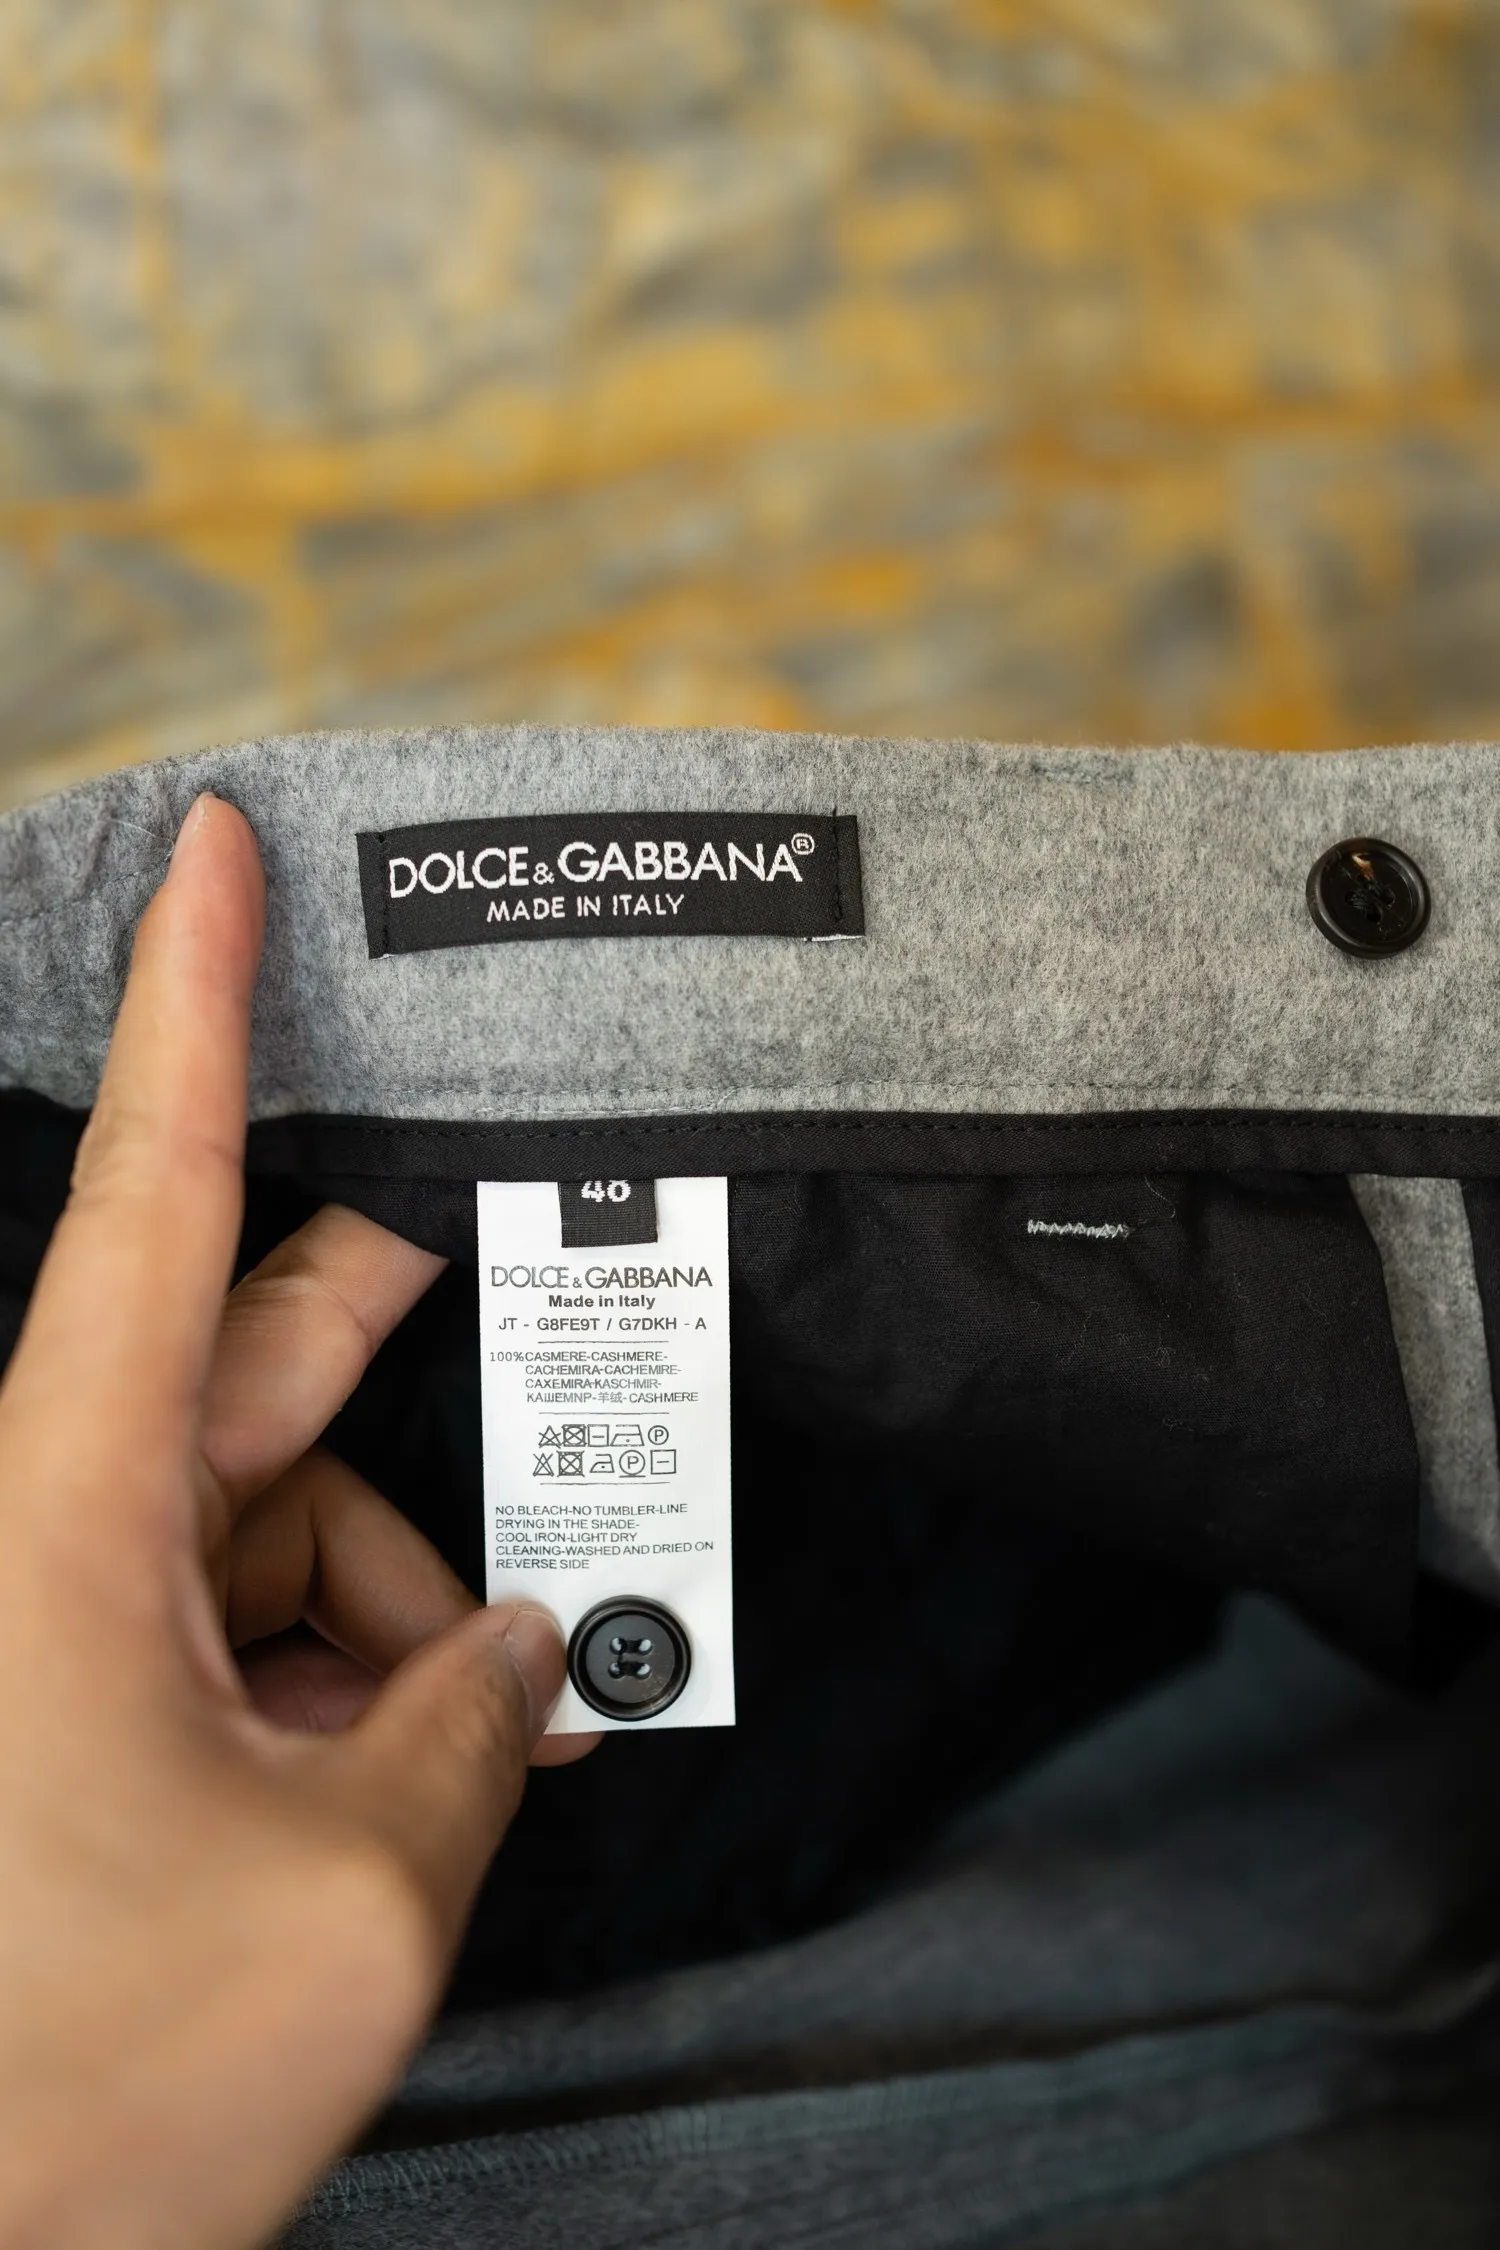 DOLCE&GABBANA®
MADE IN ITALY
48
DOLCE&GABBANA
Made in Italy
JT - G8FE9T / G7DKH - A
100%CASMERE-CASHMERE-
CACHEMIRA-CACHEMIRE-
CAXEMIRA-KASCHMIR-
КАШЕМNP-羊绒-CASHMERE
P
P
NO BLEACH-NO TUMBLER-LINE
DRYING IN THE SHADE-
COOL IRON-LIGHT DRY
CLEANING-WASHED AND DRIED ON
REVERSE SIDE